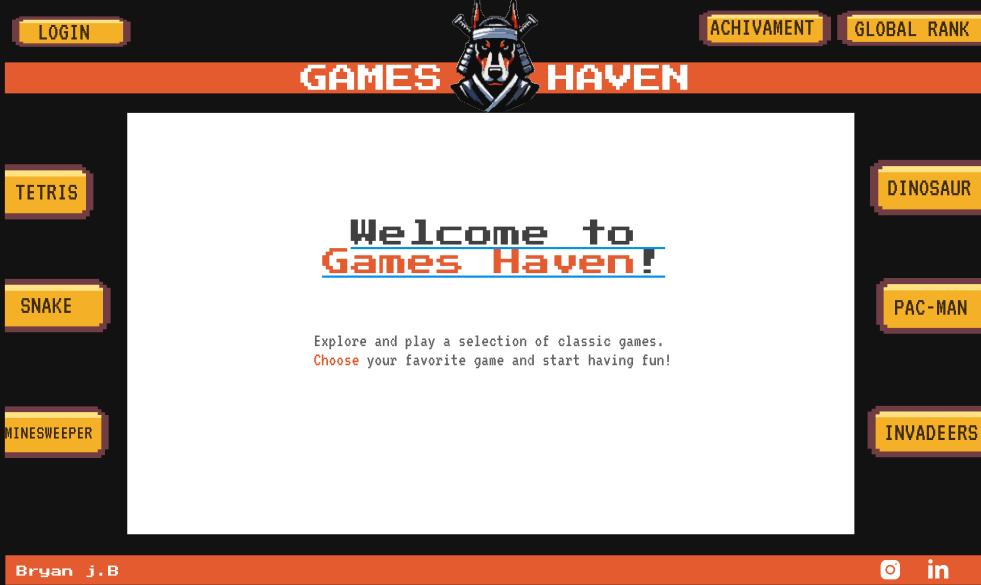 LOGIN
ACHIVAMENT
GLOBAL RANK
GAMES HAVEN
TETRIS
DINOSAUR
Welcome to
Games Haven!
SNAKE
PAC-MAN
Explore and play a selection of classic games.
Choose your favorite game and start having fun!
MINESWEEPER
INVADEERS
Bryan j.B
in